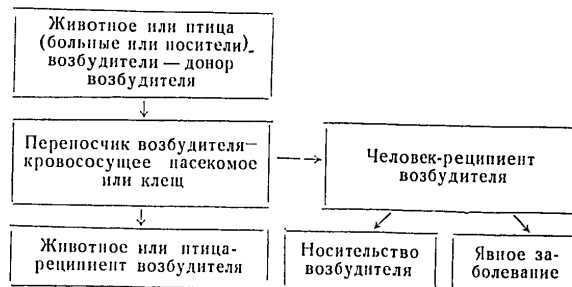 Животное или птица
(больные или носители)
возбудители — донор
возбудителя
Переносчик возбудителя—
кровососущее насекомое
или клещ
Человек-реципиент
возбудителя
Животное или птица-
реципиент возбудителя
Носительство
возбудителя
Явное за-
болевание